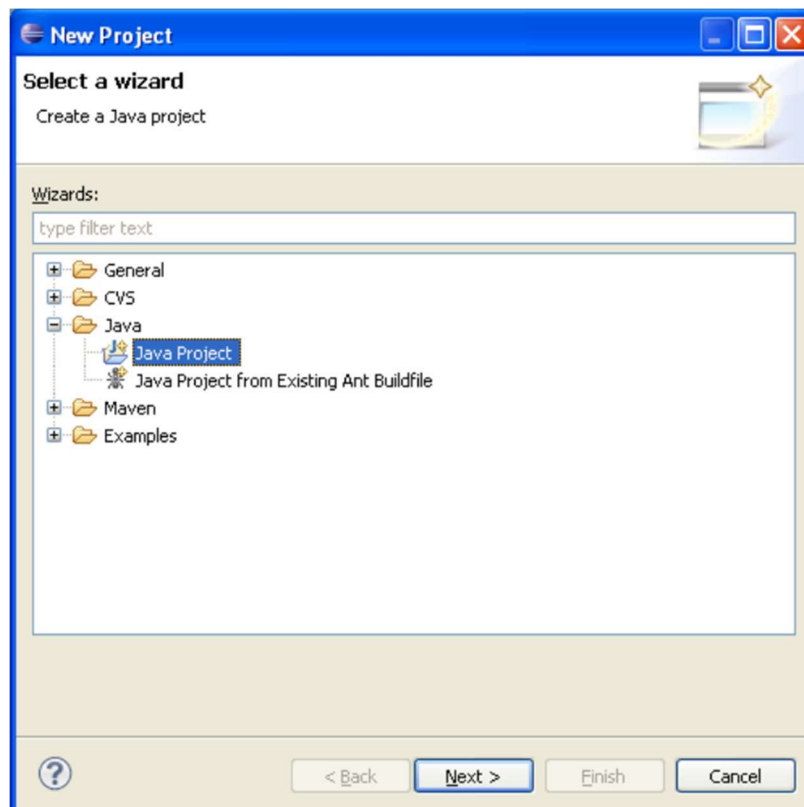 New Project
Select a wizard
Create a Java project
Wizards:
type filter text
General
CVS
Java
Java Project
Java Project from Existing Ant Buildfile
Maven
Examples
? < Back Next > Finish Cancel